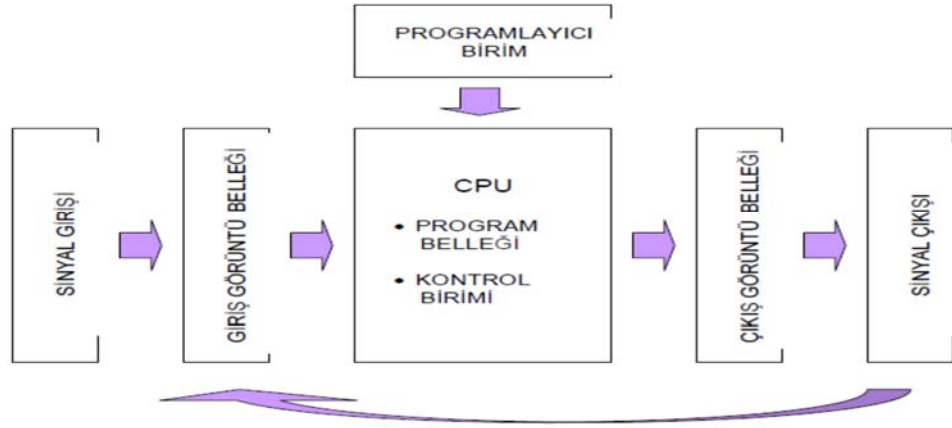 PROGRAMLAYICI
BİRİM
SİNYAL GİRİŞİ
GİRİŞ GÖRÜNTÜ BELLEĞİ
CPU
• PROGRAM
BELLEĞİ
• KONTROL
BİRİMİ
ÇIKIŞ GÖRÜNTÜ BELLEĞİ
SİNYAL ÇIKIŞI